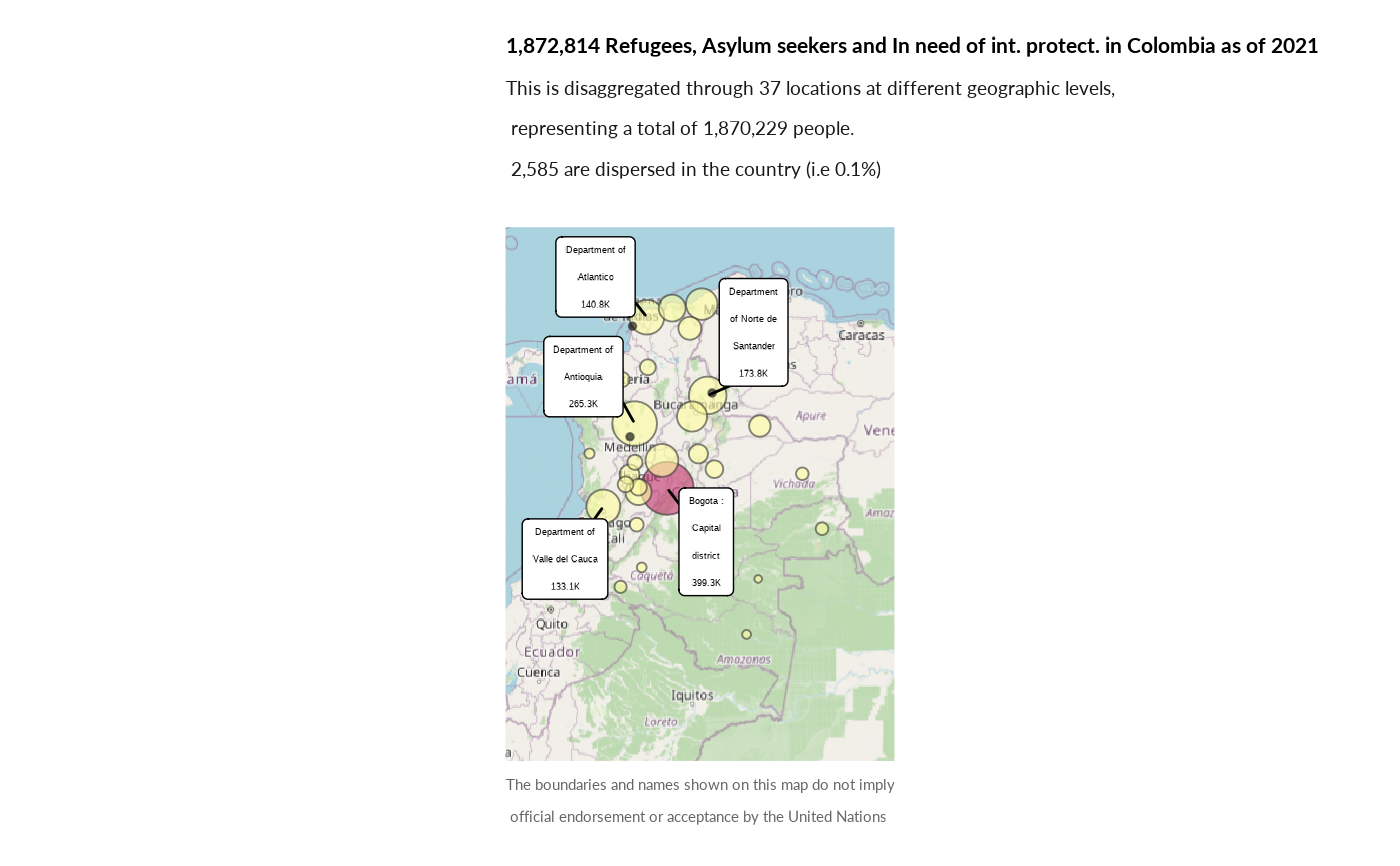 1,872,814 Refugees, Asylum seekers and In need of int. protect. in Colombia as of 2021
This is disaggregated through 37 locations at different geographic levels,
representing a total of 1,870,229 people.
2,585 are dispersed in the country (i.e 0.1%)
Department of
Atlantico
140.8K
Department
of Norte de
Santander
173.8K
Caracas
Department of
Antioquia
265.3K
Apure
Medellín
Vichada
Bogota :
Capital
district
399.3K
Department of
Valle del Cauca
133.1K
Caquetá
Quito
Ecuador
Cuenca
Amazonas
Iquitos
Loreto
The boundaries and names shown on this map do not imply
official endorsement or acceptance by the United Nations